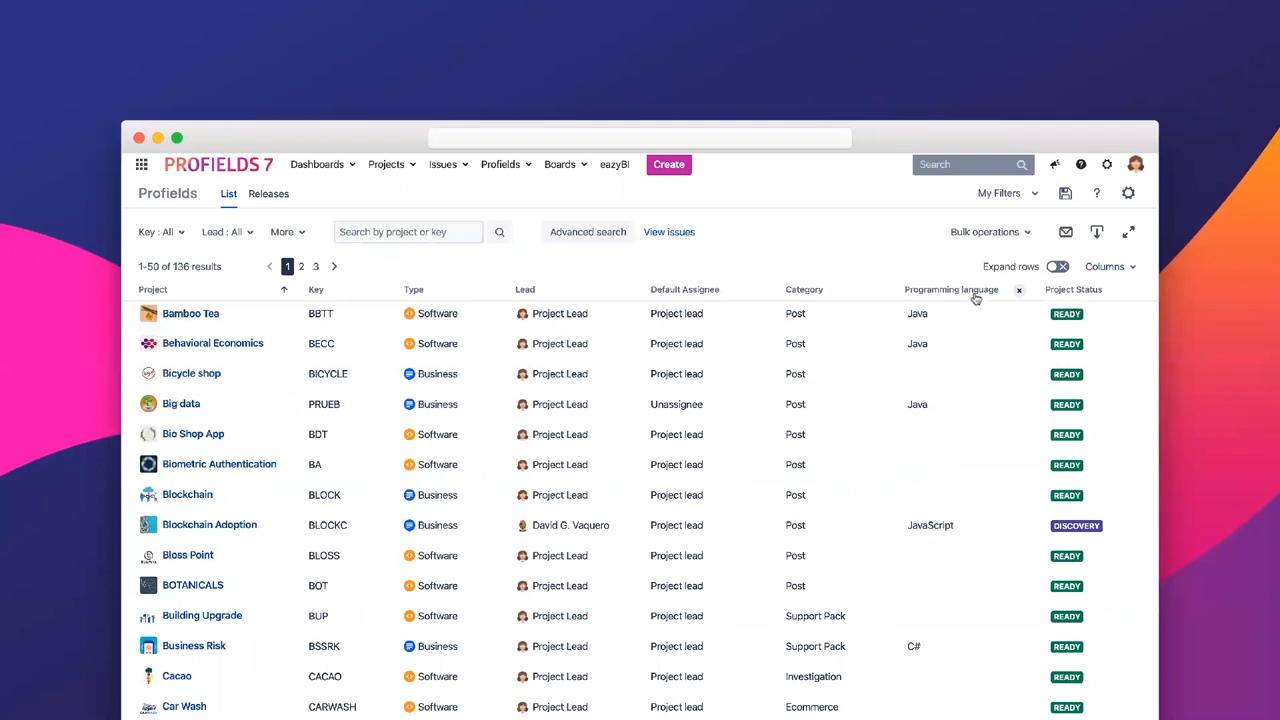 PROFIELDS 7 Dashboards Projects Issues Profields Boards eazyBI Create Search
Profields List Releases My Filters
Key : All Lead : All More Search by project or key Advanced search View issues Bulk operations
1-50 of 136 results 1 2 3 Expand rows Columns
Project Key Type Lead Default Assignee Category Programming language Project Status
Bamboo Tea BBTT Software Project Lead Project lead Post Java READY
Behavioral Economics BECC Software Project Lead Project lead Post Java READY
Bicycle shop BICYCLE Business Project Lead Project lead Post READY
Big data PRUEB Business Project Lead Unassignee Post Java READY
Bio Shop App BDT Software Project Lead Project lead Post READY
Biometric Authentication BA Software Project Lead Project lead Post READY
Blockchain BLOCK Business Project Lead Project lead Post READY
Blockchain Adoption BLOCKC Business David G. Vaquero Project lead Post JavaScript DISCOVERY
Bloss Point BLOSS Software Project Lead Project lead Post READY
BOTANICALS BOT Software Project Lead Project lead Post READY
Building Upgrade BUP Software Project Lead Project lead Support Pack READY
Business Risk BSSRK Business Project Lead Project lead Support Pack C# READY
Cacao CACAO Software Project Lead Project lead Investigation READY
Car Wash CARWASH Software Project Lead Project lead Ecommerce READY